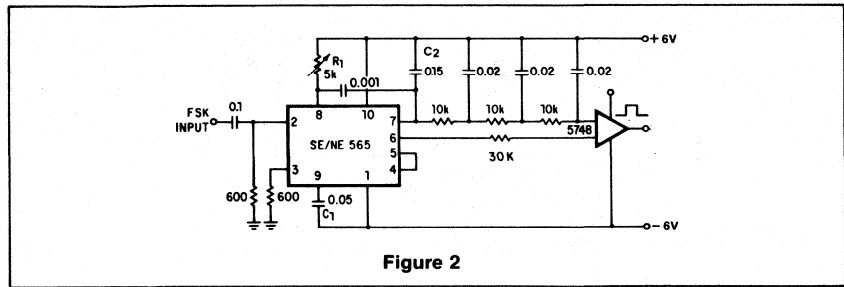 + 6V
C2
R1
5k
0.001
0.15
0.02
0.02
0.02
FSK
INPUT
0.1
8
10
10k
10k
10k
2
7
5748
SE/NE 565
6
5
30 K
3
4
9
1
600
600
0.05
C1
– 6V
Figure 2